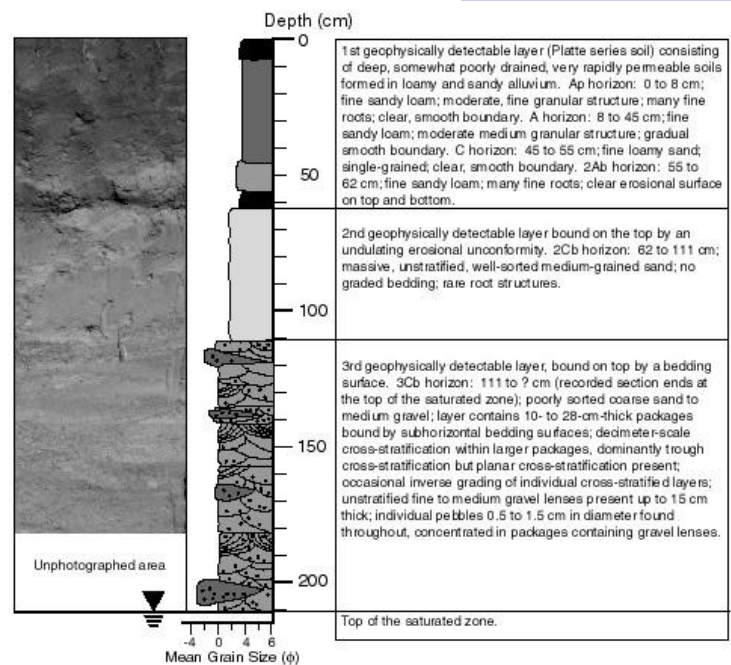 Depth (cm)
0
50
100
150
200
1st geophysically detectable layer (Platte series soil) consisting
of deep, somewhat poorly drained, very rapidly permeable soils
formed in loamy and sandy alluvium. Ap horizon: 0 to 8 cm;
fine sandy loam; moderate, fine granular structure; many fine
roots; clear, smooth boundary. A horizon: 8 to 45 cm; fine
sandy loam; moderate medium granular structure; gradual
smooth boundary. C horizon: 45 to 55 cm; fine loamy sand;
single-grained; clear, smooth boundary. 2Ab horizon: 55 to
62 cm; fine sandy loam; many fine roots; clear erosional surface
on top and bottom.
2nd geophysically detectable layer bound on the top by an
undulating erosional unconformity. 2Cb horizon: 62 to 111 cm;
massive, unstratified, well-sorted medium-grained sand; no
graded bedding; rare root structures.
3rd geophysically detectable layer, bound on top by a bedding
surface. 3Cb horizon: 111 to ? cm (recorded section ends at
the top of the saturated zone); poorly sorted coarse sand to
medium gravel; layer contains 10- to 28-cm-thick packages
bound by subhorizontal bedding surfaces; decimeter-scale
cross-stratification within larger packages, dominantly trough
cross-stratification but planar cross-stratification present;
occasional inverse grading of individual cross-stratified layers;
unstratified fine to medium gravel lenses present up to 15 cm
thick; individual pebbles 0.5 to 1.5 cm in diameter found
throughout, concentrated in packages containing gravel lenses.
Unphotographed area
Top of the saturated zone.
-4 0 4 6
Mean Grain Size (ϕ)